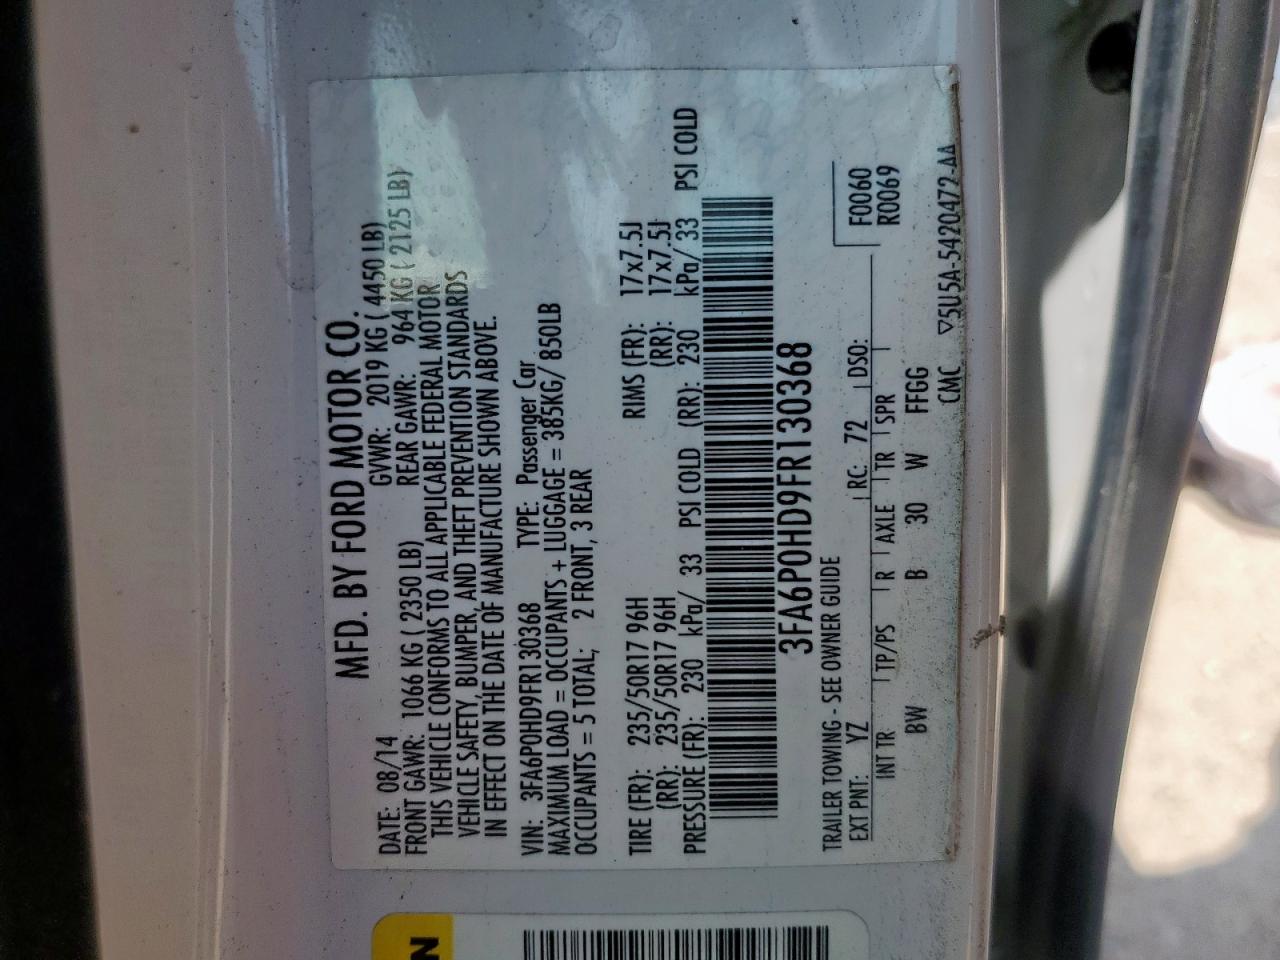 MFD. BY FORD MOTOR CO.
DATE: 08/14 GVWR: 2019 KG ( 4450 LB)
FRONT GAWR: 1066 KG ( 2350 LB) REAR GAWR: 964 KG ( 2125 LB)
THIS VEHICLE CONFORMS TO ALL APPLICABLE FEDERAL MOTOR
VEHICLE SAFETY, BUMPER, AND THEFT PREVENTION STANDARDS
IN EFFECT ON THE DATE OF MANUFACTURE SHOWN ABOVE.
VIN: 3FA6P0HD9FR130368 TYPE: Passenger Car
MAXIMUM LOAD = OCCUPANTS + LUGGAGE = 385KG/ 850LB
OCCUPANTS = 5 TOTAL; 2 FRONT, 3 REAR
TIRE (FR): 235/50R17 96H RIMS (FR): 17x7.5J
(RR): 235/50R17 96H (RR): 17x7.5J
PRESSURE (FR): 230 kPa/ 33 PSI COLD (RR): 230 kPa/ 33 PSI COLD
3FA6P0HD9FR130368
TRAILER TOWING - SEE OWNER GUIDE F0060
EXT PNT: YZ RC: 72 DSO: R0069
INT TR TP/PS R AXLE TR SPR
BW B 30 W FFGG
CMC ▽5U5A-5420472-AA
N